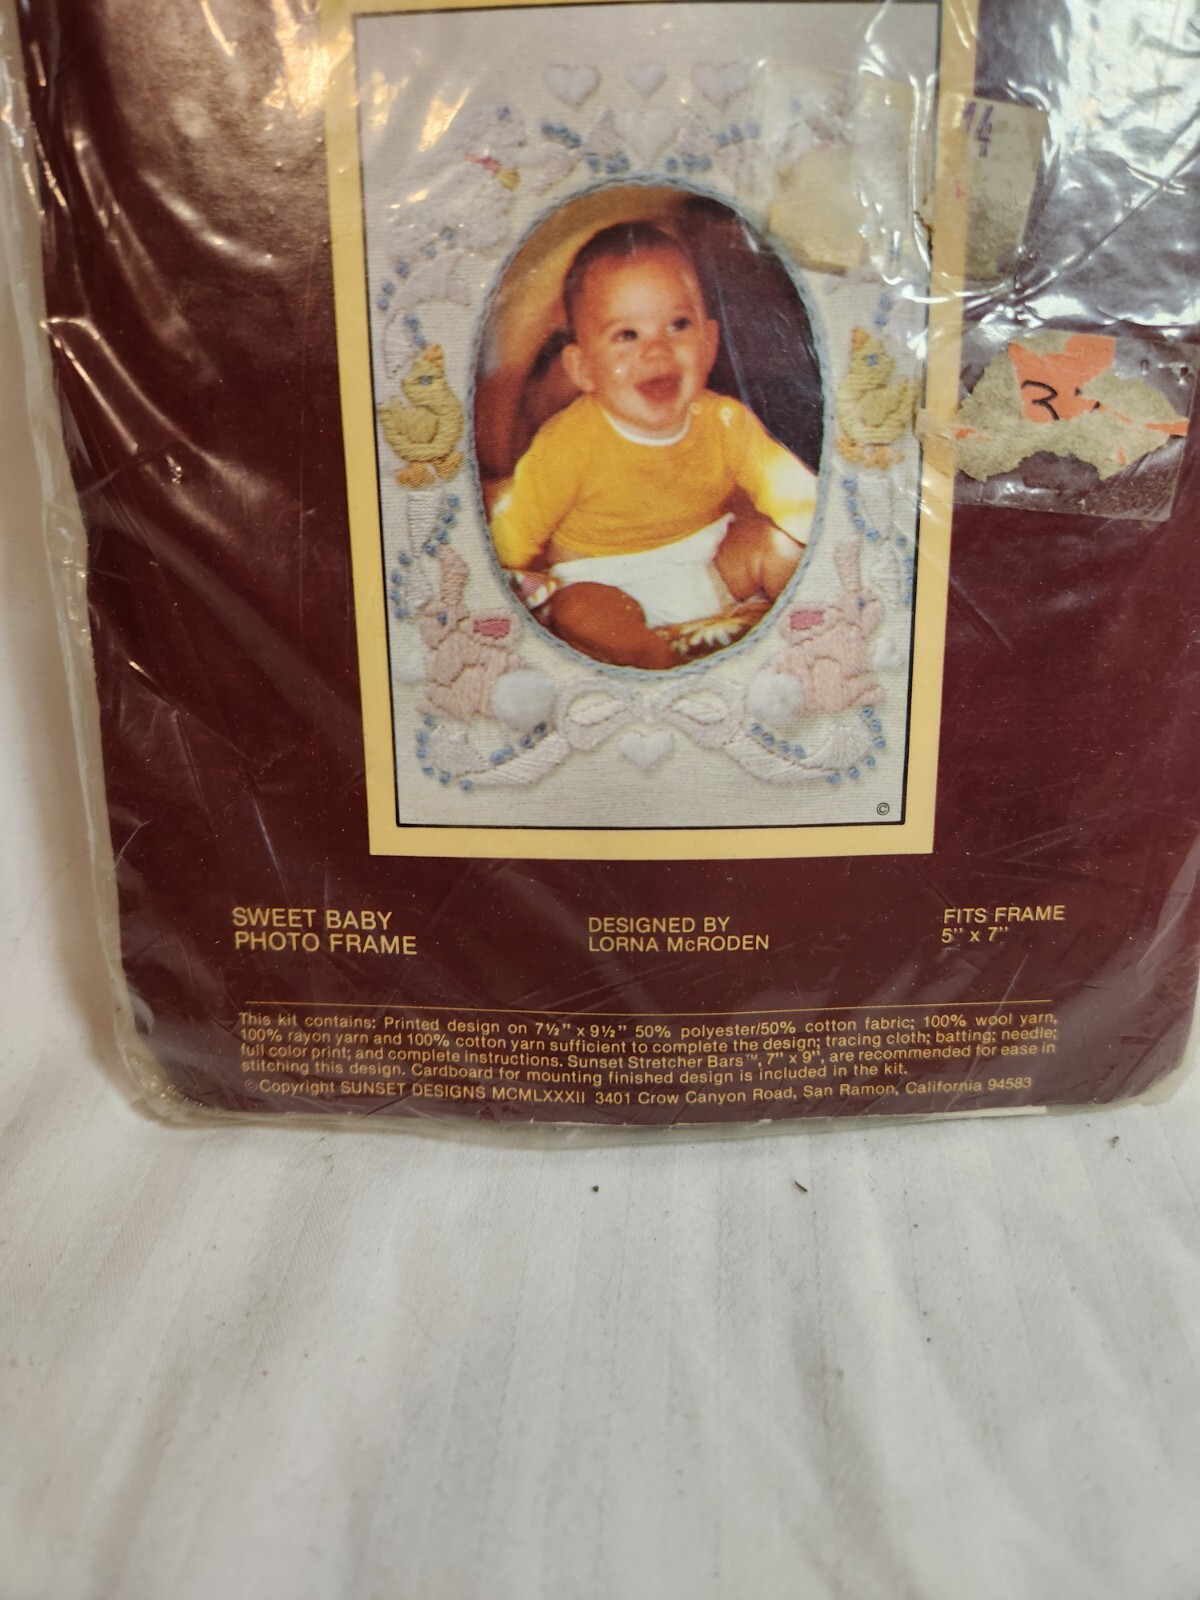 14
3
©
SWEET BABY
PHOTO FRAME
DESIGNED BY
LORNA McRODEN
FITS FRAME
5" x 7"
This kit contains: Printed design on 7½" x 9½" 50% polyester/50% cotton fabric; 100% wool yarn,
100% rayon yarn and 100% cotton yarn sufficient to complete the design; tracing cloth; batting; needle;
full color print; and complete instructions. Sunset Stretcher Bars™, 7" x 9", are recommended for ease in
stitching this design. Cardboard for mounting finished design is included in the kit.
©Copyright SUNSET DESIGNS MCMLXXXII 3401 Crow Canyon Road, San Ramon, California 94583